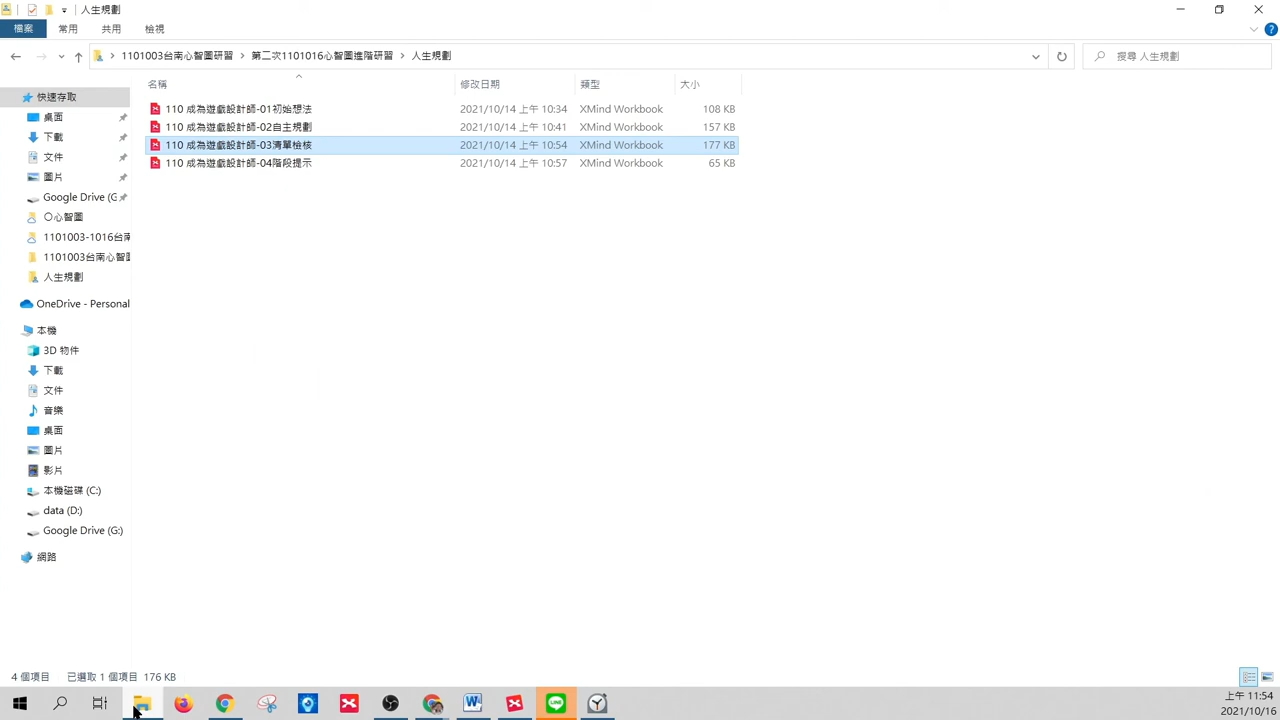 人生規劃
檔案 常用 共用 檢視
1101003台南心智圖研習 第二次1101016心智圖進階研習 人生規劃
搜尋 人生規劃
名稱 修改日期 類型 大小
110 成為遊戲設計師-01初始想法 2021/10/14 上午 10:34 XMind Workbook 108 KB
110 成為遊戲設計師-02自主規劃 2021/10/14 上午 10:41 XMind Workbook 157 KB
110 成為遊戲設計師-03清單檢核 2021/10/14 上午 10:54 XMind Workbook 177 KB
110 成為遊戲設計師-04階段提示 2021/10/14 上午 10:57 XMind Workbook 65 KB
快速存取
桌面
下載
文件
圖片
Google Drive (G
〇心智圖
1101003-1016台南
1101003台南心智圖
人生規劃
OneDrive - Personal
本機
3D 物件
下載
文件
音樂
桌面
圖片
影片
本機磁碟 (C:)
data (D:)
Google Drive (G:)
網路
4 個項目 已選取 1 個項目 176 KB
上午 11:54
2021/10/16